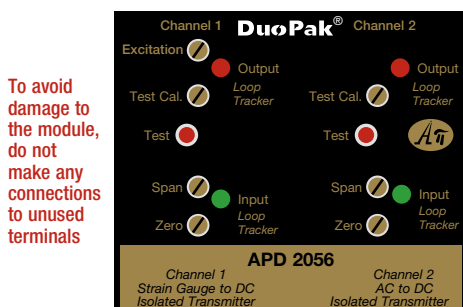 To avoid
damage to
the module,
do not
make any
connections
to unused
terminals
Channel 1 DuoPak® Channel 2
Excitation
Output Output
Test Cal. Loop Tracker Test Cal. Loop Tracker
Test Test Aπ
Span Span
Input Input
Loop Tracker Loop Tracker
Zero Zero
APD 2056
Channel 1 Channel 2
Strain Gauge to DC AC to DC
Isolated Transmitter Isolated Transmitter